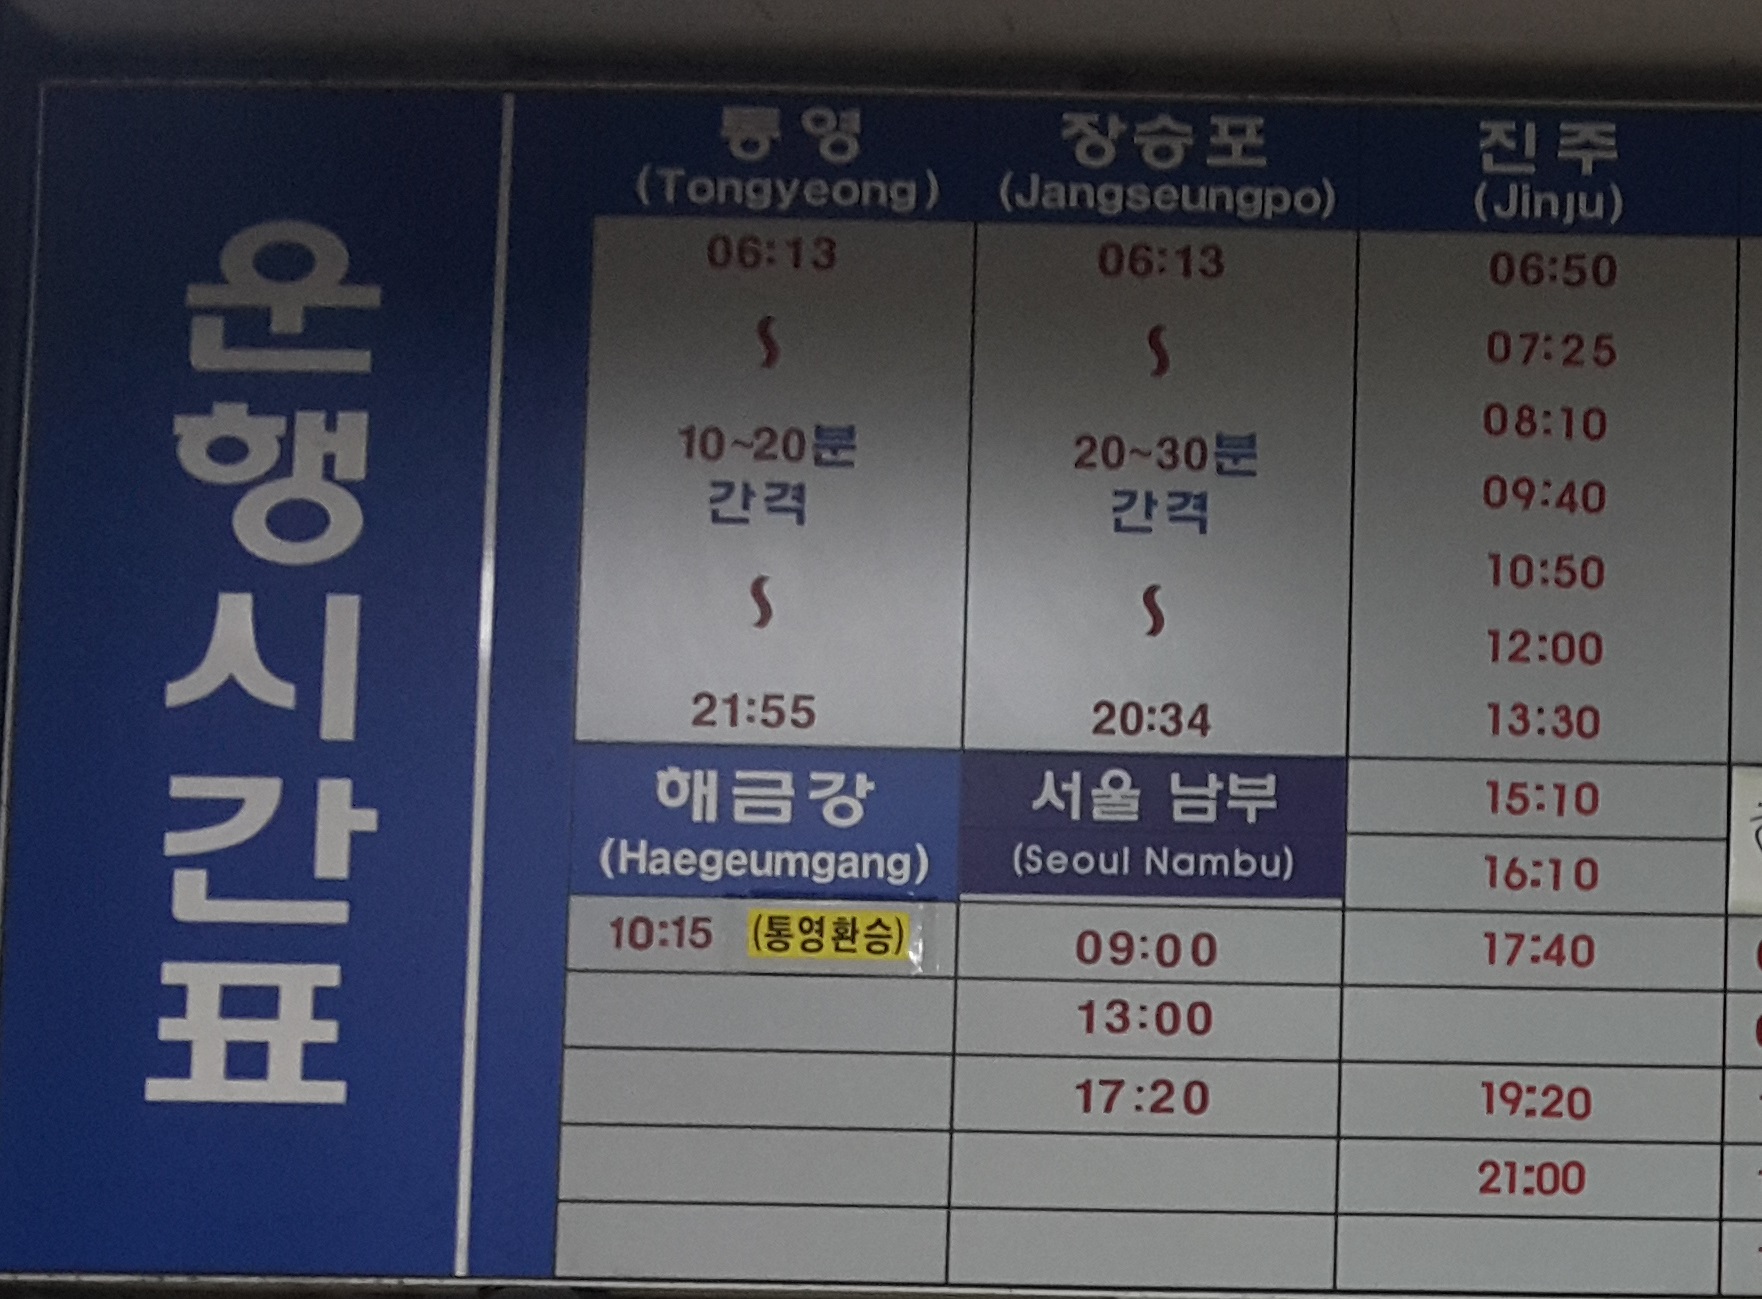 운행시간표
통영
(Tongyeong)
06:13
10~20분
간격
21:55
장승포
(Jangseungpo)
06:13
20~30분
간격
20:34
진주
(Jinju)
06:50
07:25
08:10
09:40
10:50
12:00
13:30
15:10
16:10
17:40
19:20
21:00
해금강
(Haegeumgang)
10:15 (통영환승)
서울 남부
(Seoul Nambu)
09:00
13:00
17:20